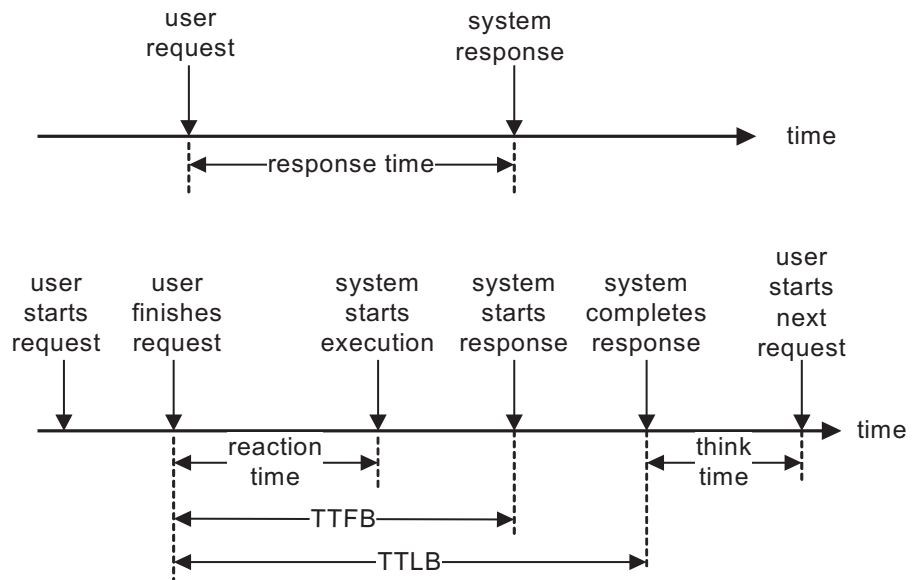 user
request
system
response
time
response time
user
starts
request
user
finishes
request
system
starts
execution
system
starts
response
system
completes
response
user
starts
next
request
time
reaction
time
think
time
TTFB
TTLB